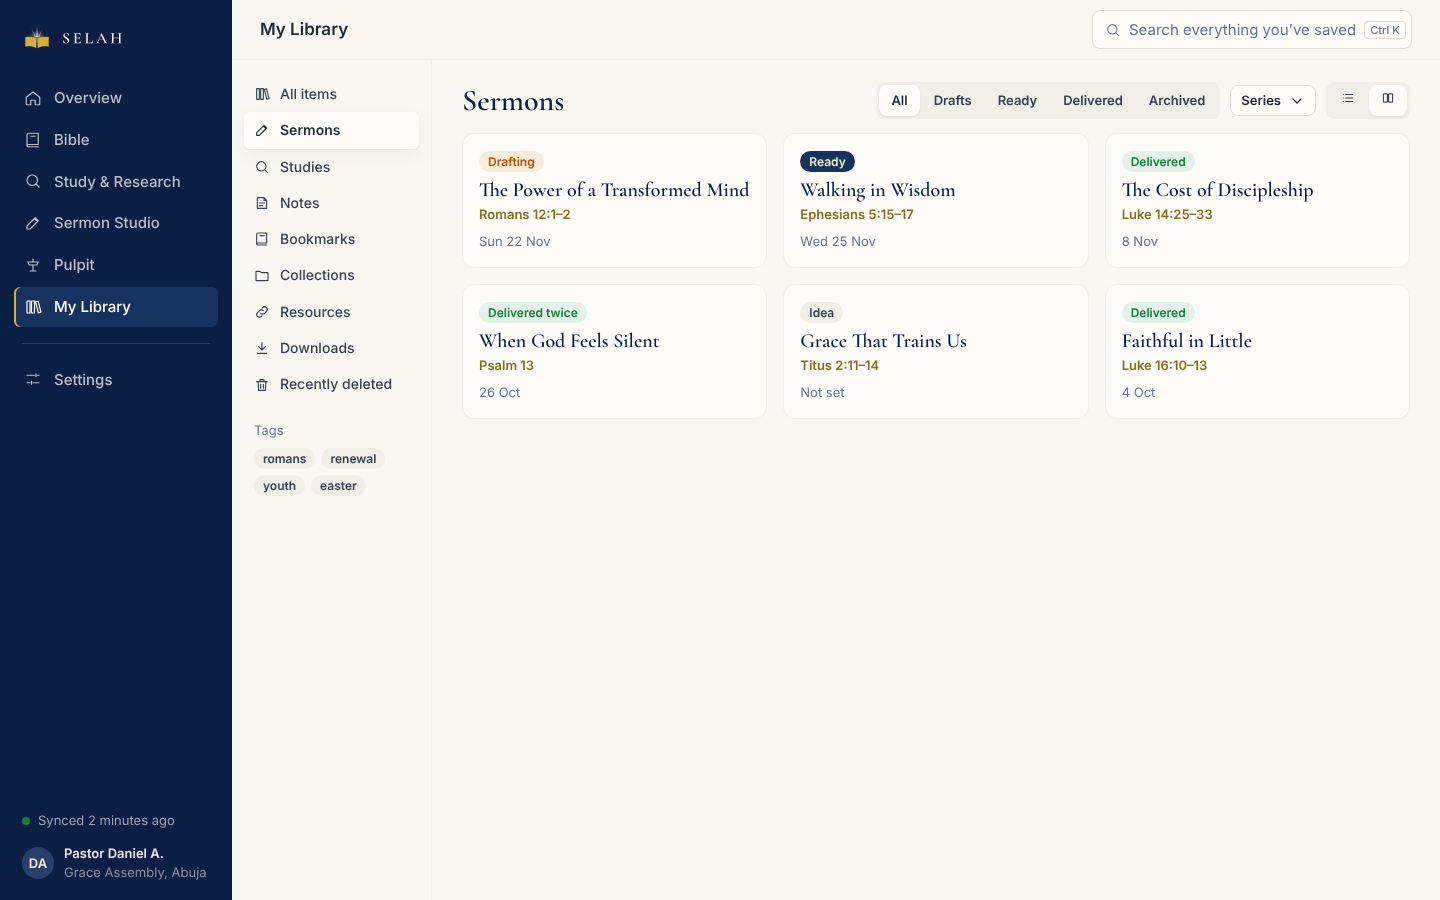 SELAH
Overview
Bible
Study & Research
Sermon Studio
Pulpit
My Library
Settings
Synced 2 minutes ago
DA
Pastor Daniel A.
Grace Assembly, Abuja
My Library
Search everything you’ve saved
Ctrl K
All items
Sermons
Studies
Notes
Bookmarks
Collections
Resources
Downloads
Recently deleted
Tags
romans renewal
youth easter
Sermons
All Drafts Ready Delivered Archived
Series
Drafting
The Power of a Transformed Mind
Romans 12:1–2
Sun 22 Nov
Ready
Walking in Wisdom
Ephesians 5:15–17
Wed 25 Nov
Delivered
The Cost of Discipleship
Luke 14:25–33
8 Nov
Delivered twice
When God Feels Silent
Psalm 13
26 Oct
Idea
Grace That Trains Us
Titus 2:11–14
Not set
Delivered
Faithful in Little
Luke 16:10–13
4 Oct